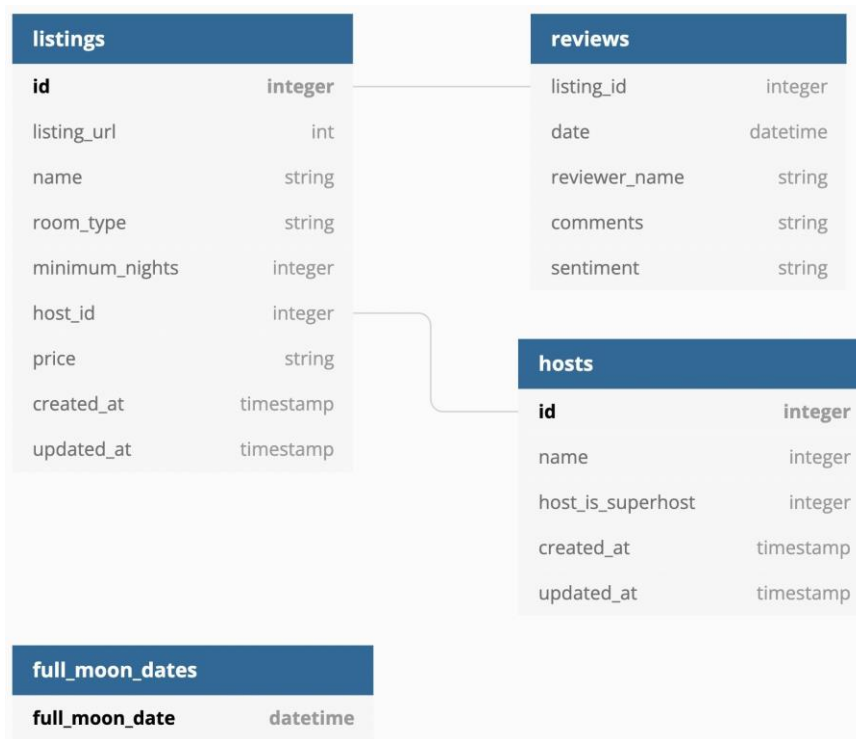 listings
id integer
listing_url int
name string
room_type string
minimum_nights integer
host_id integer
price string
created_at timestamp
updated_at timestamp
reviews
listing_id integer
date datetime
reviewer_name string
comments string
sentiment string
hosts
id integer
name integer
host_is_superhost integer
created_at timestamp
updated_at timestamp
full_moon_dates
full_moon_date datetime